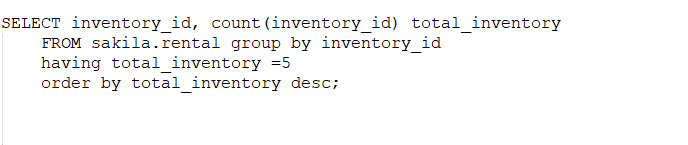 SELECT inventory_id, count(inventory_id) total_inventory
FROM sakila.rental group by inventory_id
having total_inventory =5
order by total_inventory desc;